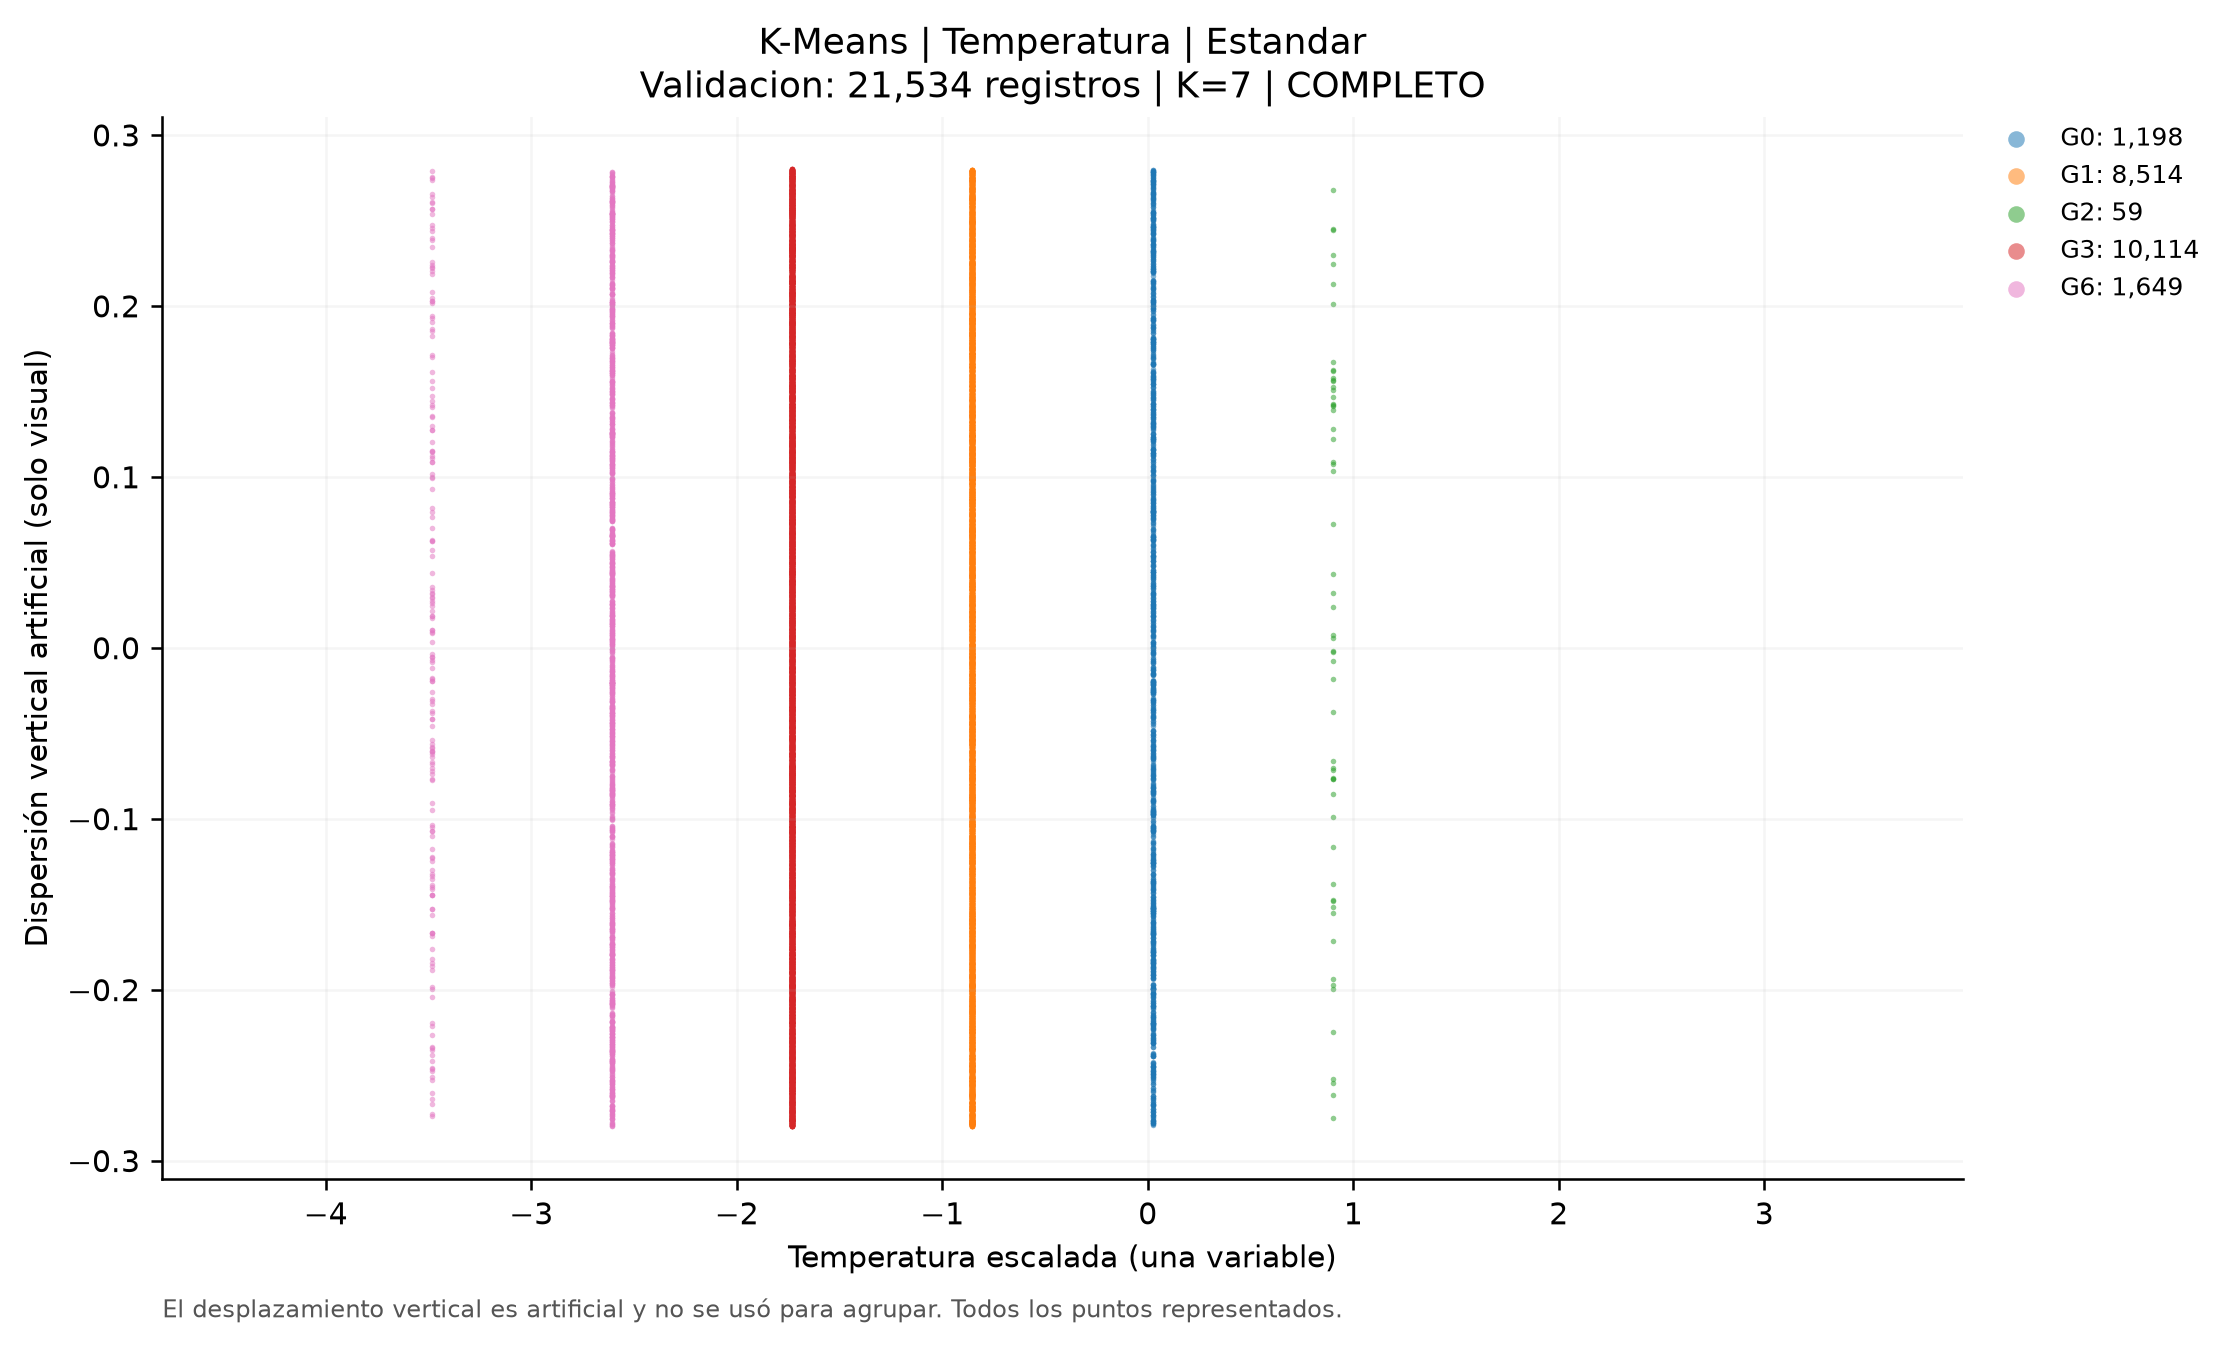 K-Means | Temperatura | Estandar
Validacion: 21,534 registros | K=7 | COMPLETO
Dispersión vertical artificial (solo visual)
0.3
0.2
0.1
0.0
−0.1
−0.2
−0.3
−4
−3
−2
−1
0
1
2
3
Temperatura escalada (una variable)
G0: 1,198
G1: 8,514
G2: 59
G3: 10,114
G6: 1,649
El desplazamiento vertical es artificial y no se usó para agrupar. Todos los puntos representados.